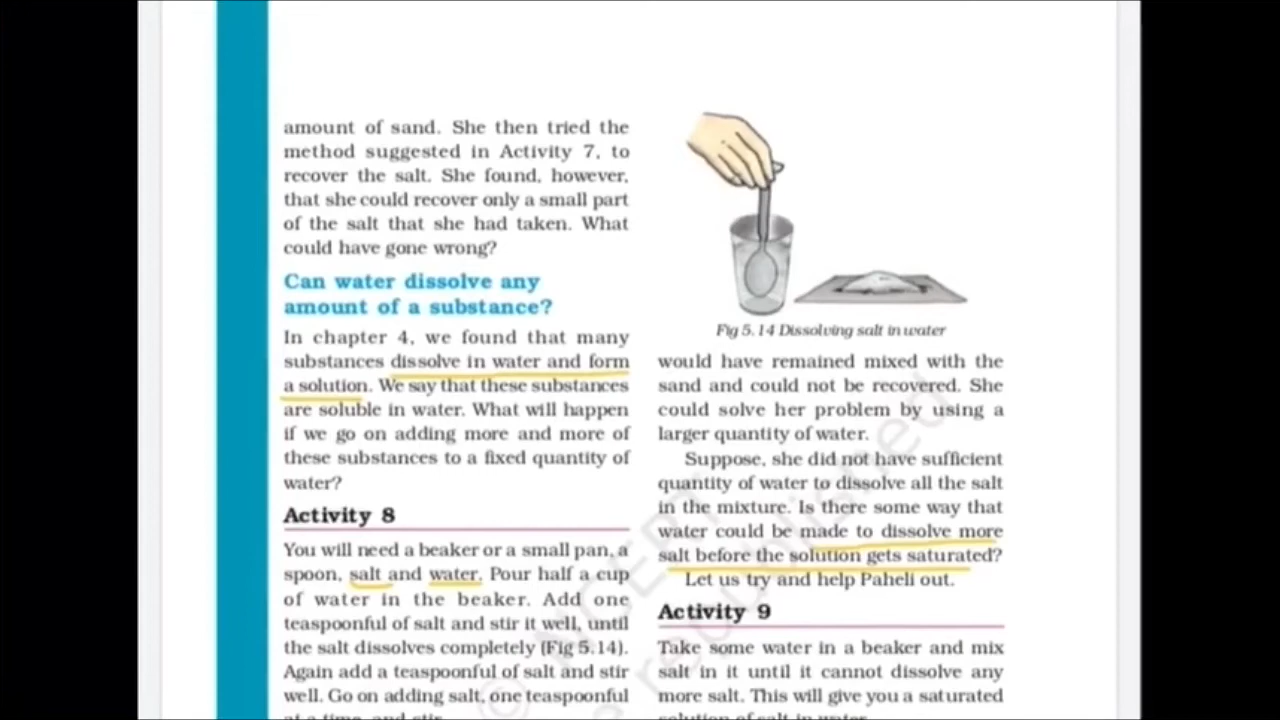 amount of sand. She then tried the
method suggested in Activity 7, to
recover the salt. She found, however,
that she could recover only a small part
of the salt that she had taken. What
could have gone wrong?
Can water dissolve any
amount of a substance?
In chapter 4, we found that many
substances dissolve in water and form
a solution. We say that these substances
are soluble in water. What will happen
if we go on adding more and more of
these substances to a fixed quantity of
water?
Activity 8
You will need a beaker or a small pan, a
spoon, salt and water. Pour half a cup
of water in the beaker. Add one
teaspoonful of salt and stir it well, until
the salt dissolves completely (Fig 5.14).
Again add a teaspoonful of salt and stir
well. Go on adding salt, one teaspoonful
at a time, and stir.
Fig 5.14 Dissolving salt in water
would have remained mixed with the
sand and could not be recovered. She
could solve her problem by using a
larger quantity of water.
Suppose, she did not have sufficient
quantity of water to dissolve all the salt
in the mixture. Is there some way that
water could be made to dissolve more
salt before the solution gets saturated?
Let us try and help Paheli out.
Activity 9
Take some water in a beaker and mix
salt in it until it cannot dissolve any
more salt. This will give you a saturated
solution of salt in water.
© NCERT
republished